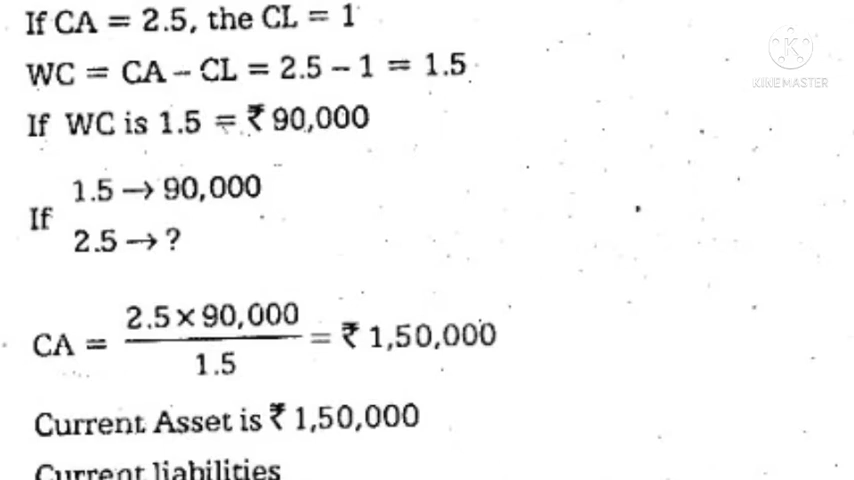 If CA = 2.5, the CL = 1
WC = CA – CL = 2.5 – 1 = 1.5
If WC is 1.5 = ₹ 90,000
1.5 → 90,000
If
2.5 → ?
CA = 2.5 × 90,000 / 1.5 = ₹ 1,50,000
Current Asset is ₹ 1,50,000
Current liabilities
K
KINEMASTER